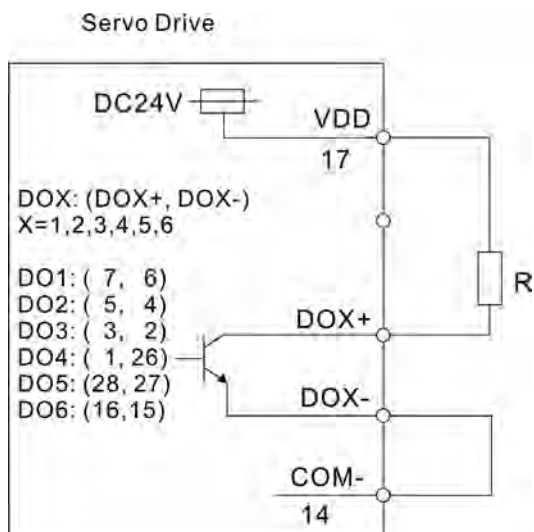 Servo Drive
DC24V
VDD
17
DOX: (DOX+, DOX-)
X=1,2,3,4,5,6
DO1: ( 7, 6)
DO2: ( 5, 4)
DO3: ( 3, 2)
DO4: ( 1, 26)
DO5: (28, 27)
DO6: (16,15)
R
DOX+
DOX-
COM-
14